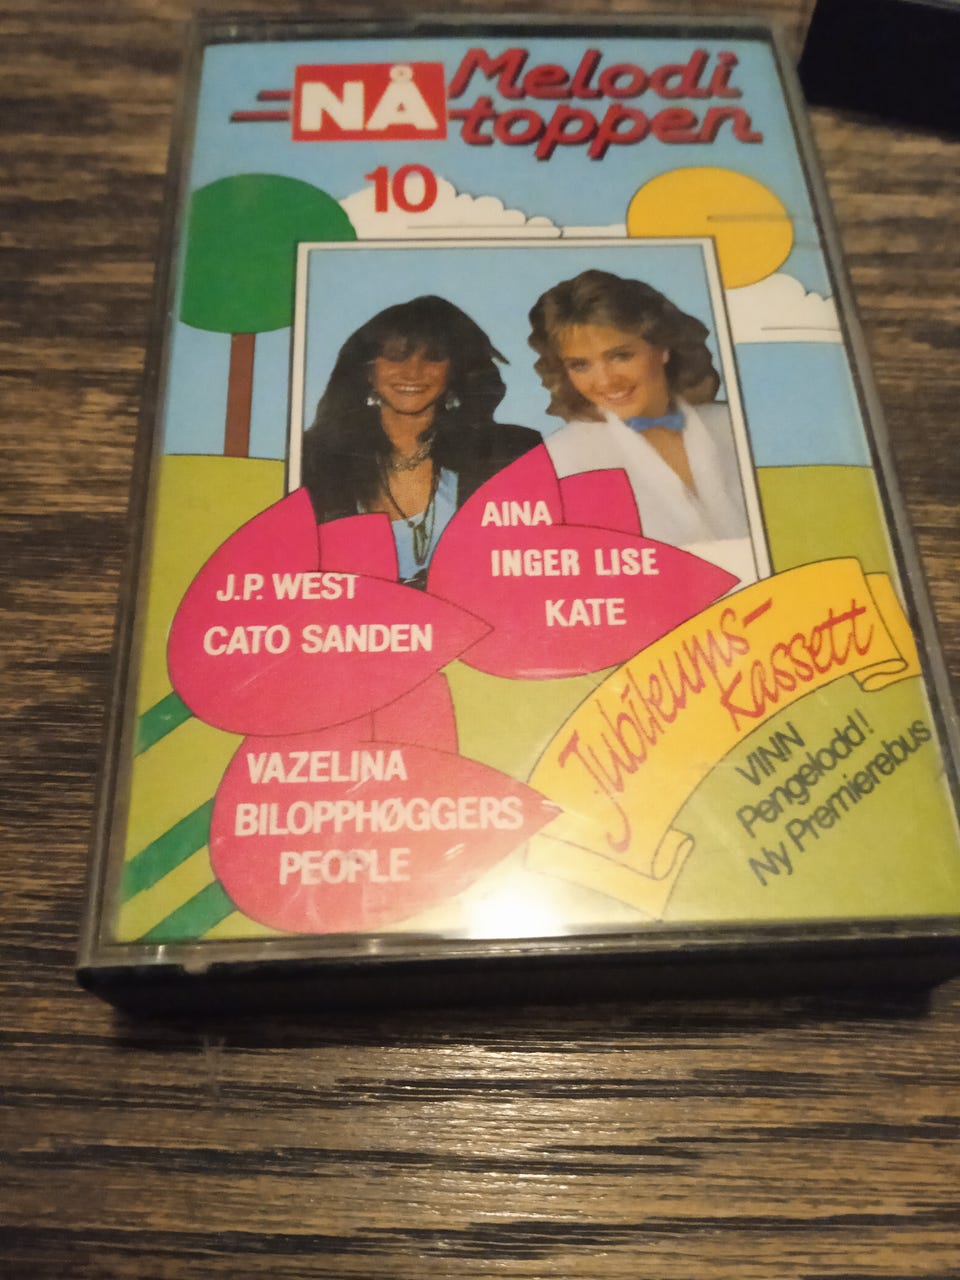 NÅ Melodi
toppen
10
AINA
INGER LISE
KATE
J.P. WEST
CATO SANDEN
VAZELINA
BILOPPHØGGERS
PEOPLE
Jubileums-
kassett
VINN
Pengelodd!
Ny Premierebus